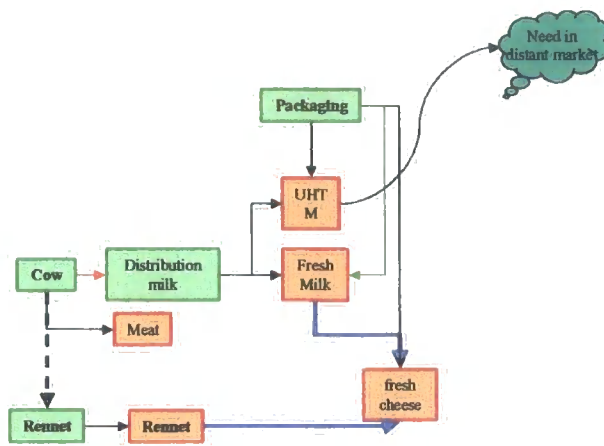 Need in
distant market
Packaging
UHT
M
Cow
Distribution
milk
Fresh
Milk
Meat
fresh
cheese
Rennet
Rennet